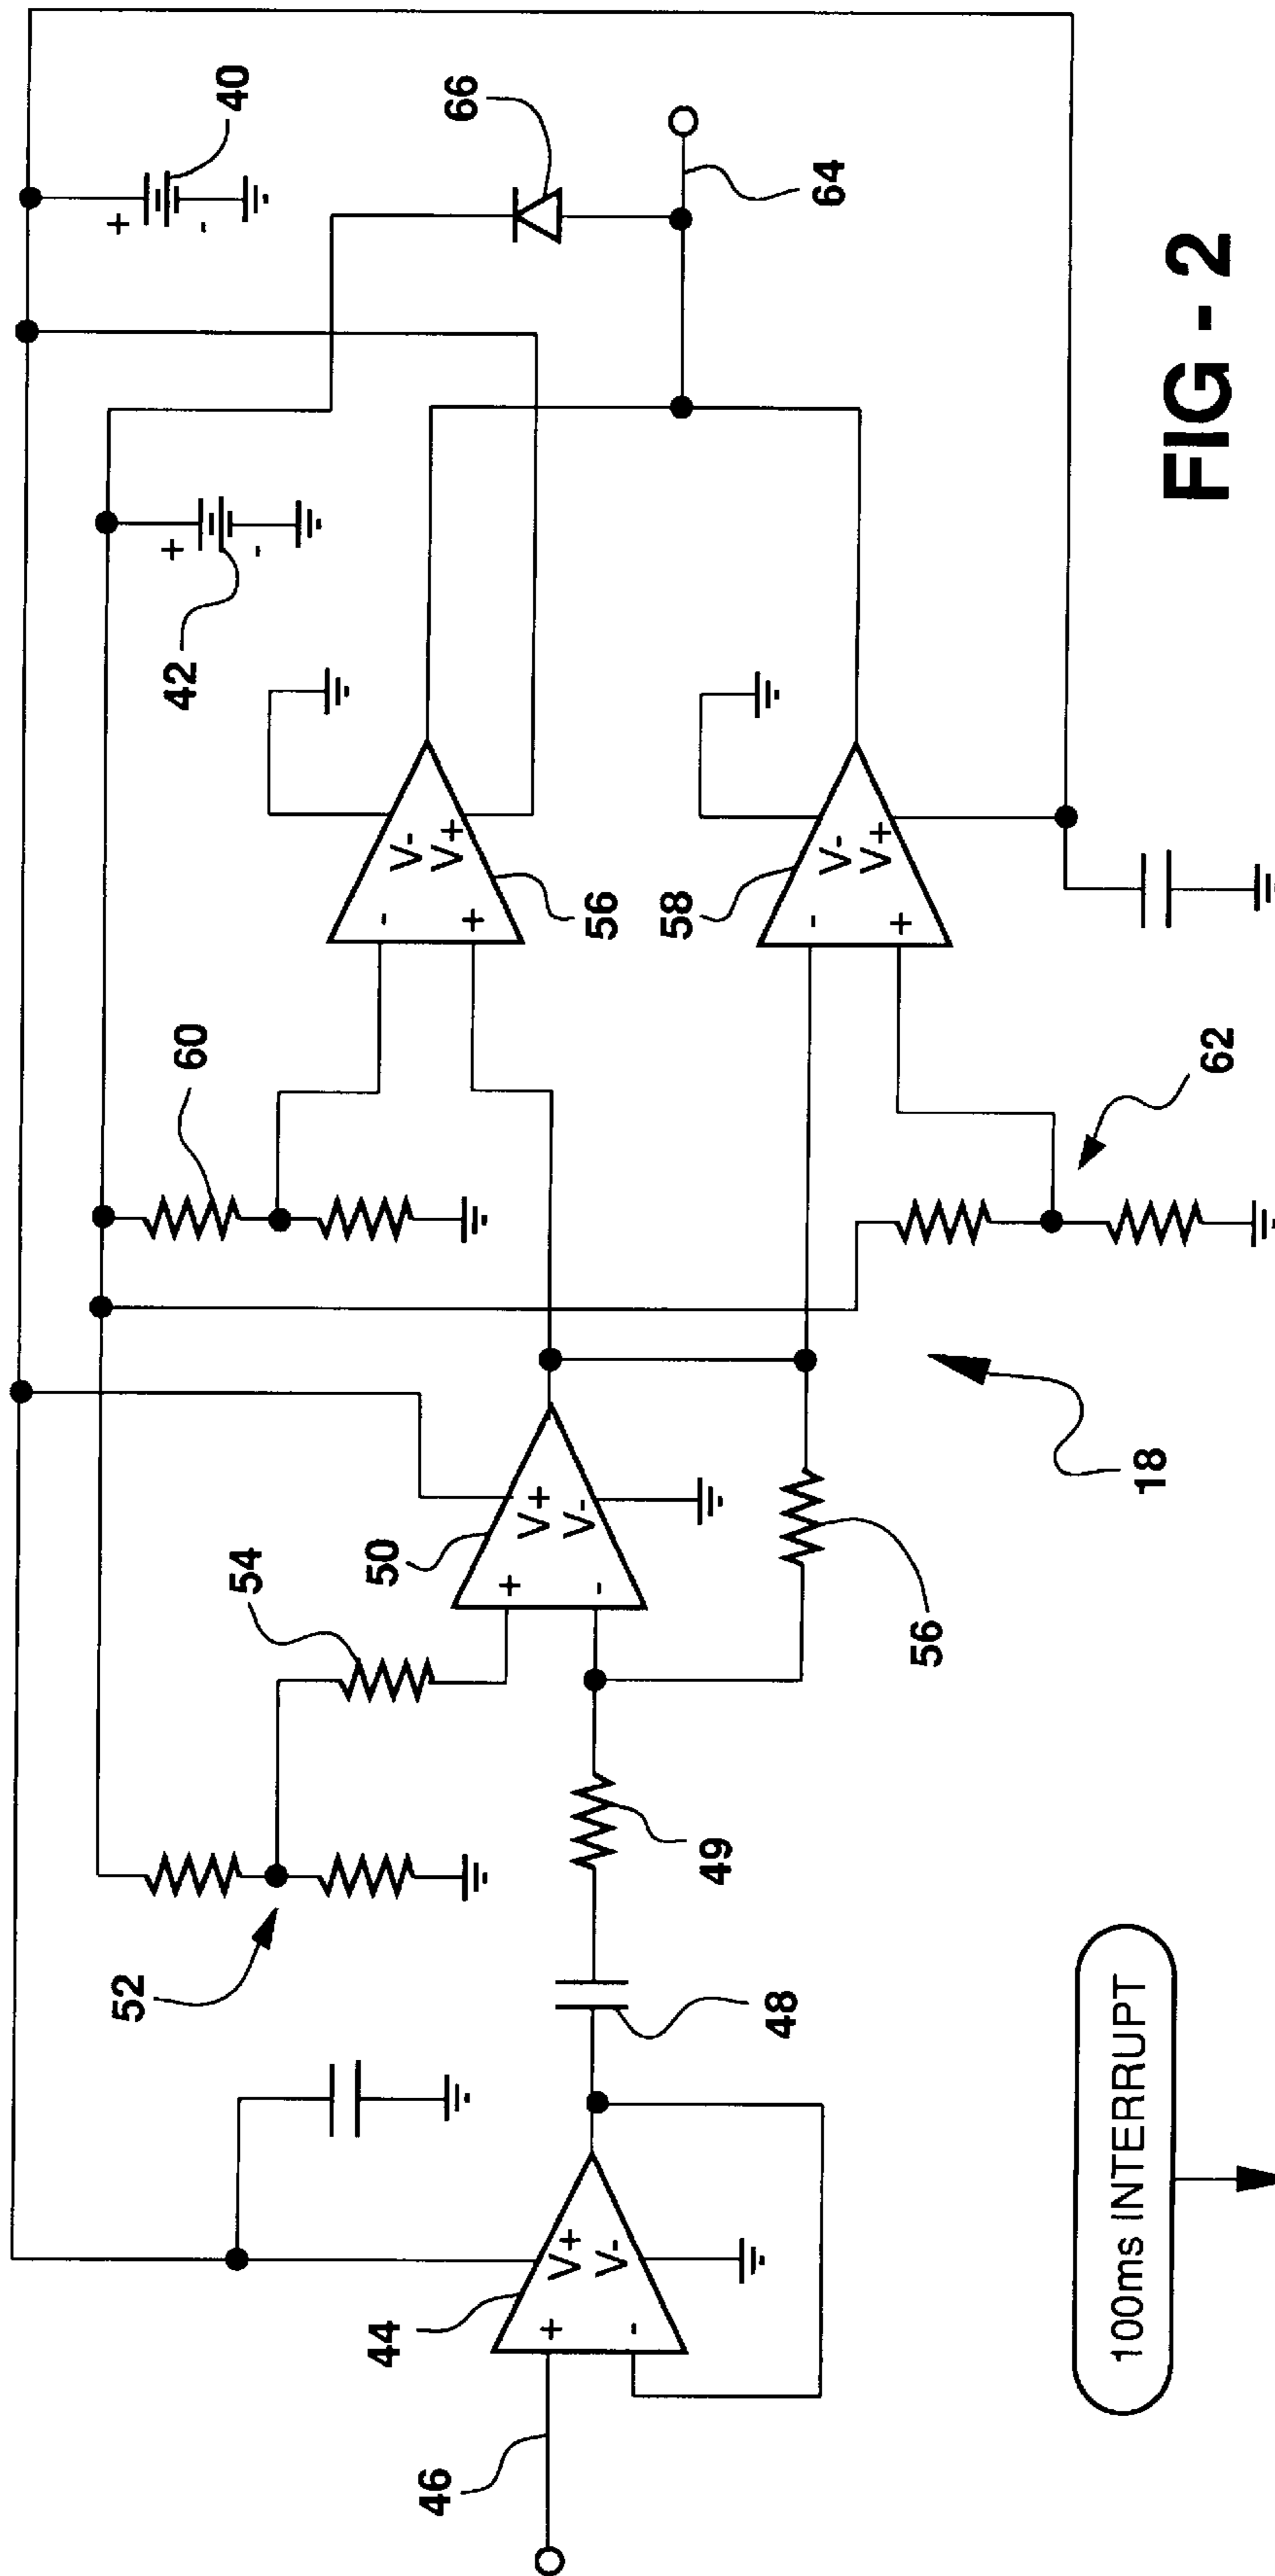 40
+
-
66
42
+
-
64
60
-
+
V-
V+
56
58
-
+
V-
V+
62
54
50
+
-
V+
V-
56
18
52
49
48
44
+
-
V+
V-
46
FIG - 2
100ms INTERRUPT